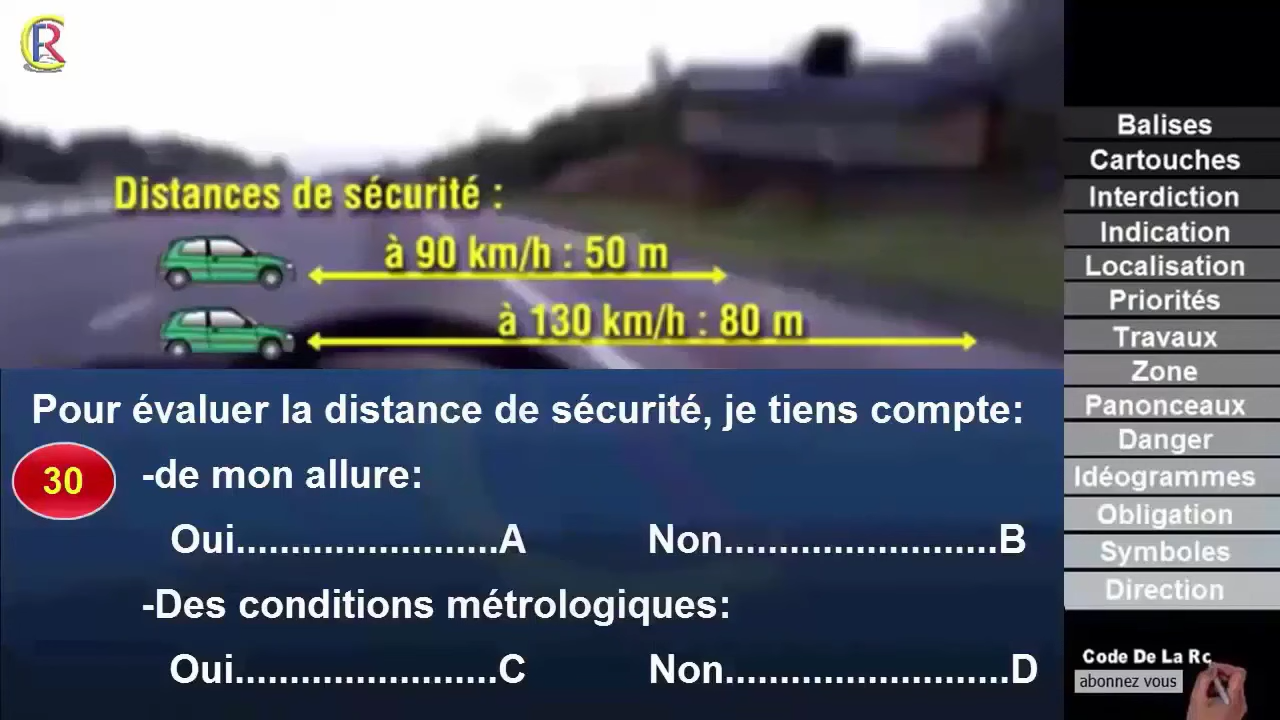 Distances de sécurité :
à 90 km/h : 50 m
à 130 km/h : 80 m
Pour évaluer la distance de sécurité, je tiens compte:
30
-de mon allure:
Oui........................A Non.........................B
-Des conditions métrologiques:
Oui........................C Non..........................D
Balises
Cartouches
Interdiction
Indication
Localisation
Priorités
Travaux
Zone
Panonceaux
Danger
Idéogrammes
Obligation
Symboles
Direction
Code De La Rc
abonnez vous